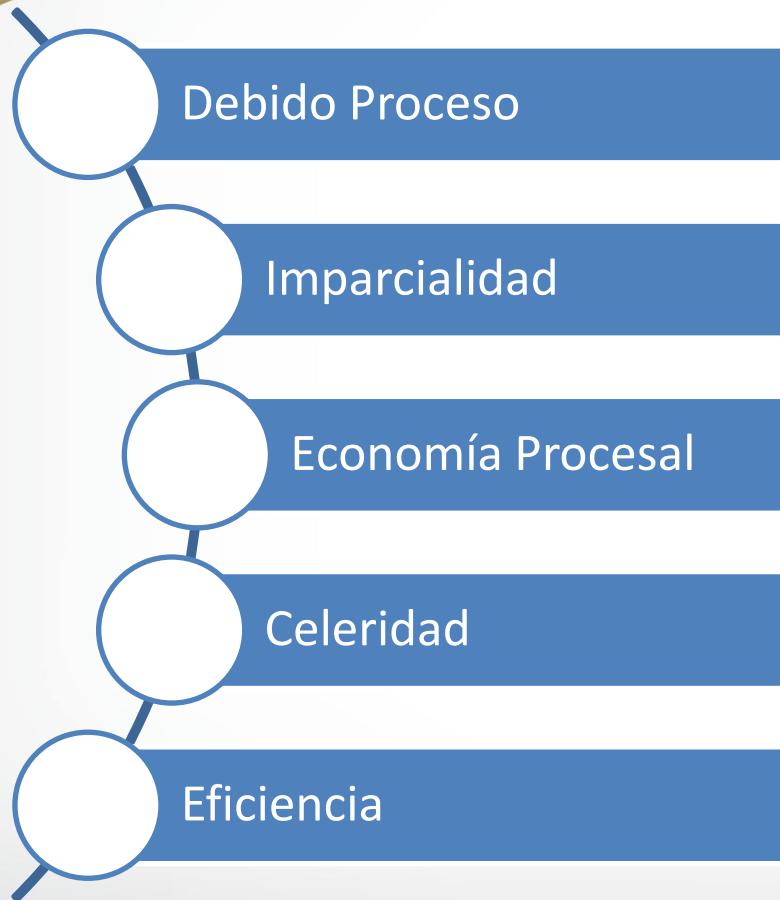 Debido Proceso
Imparcialidad
Economía Procesal
Celeridad
Eficiencia